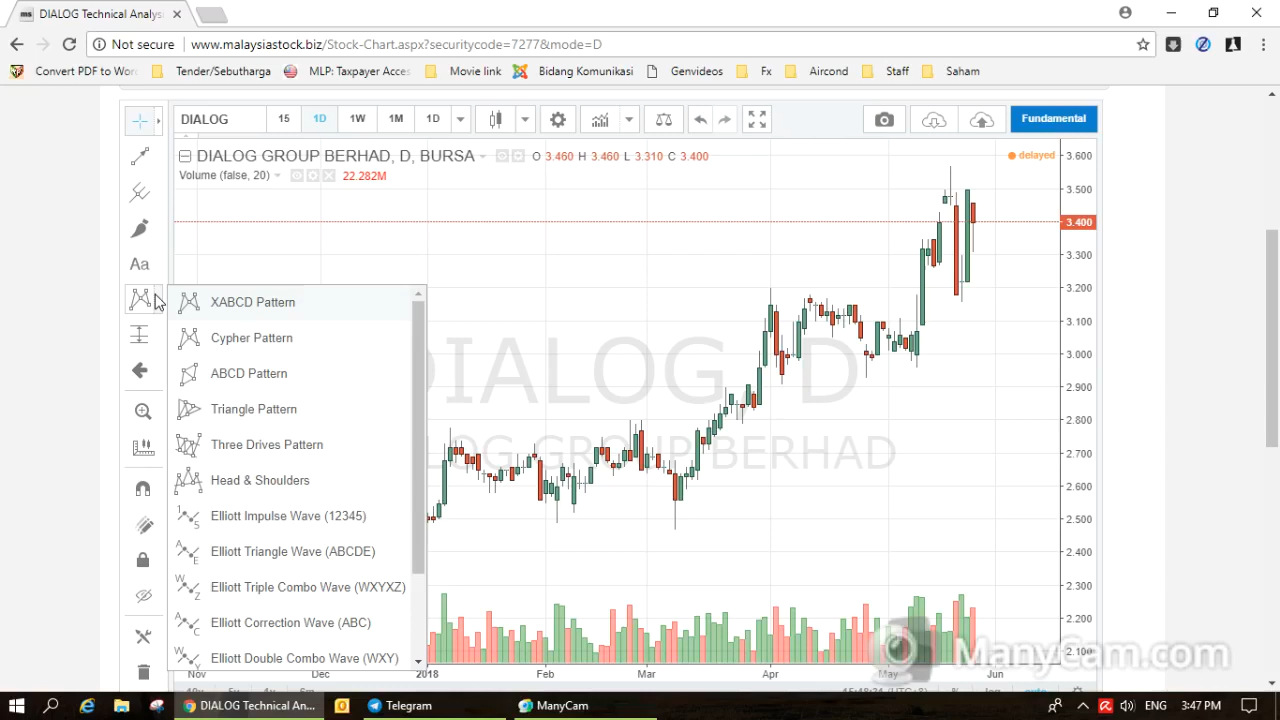 DIALOG Technical Analys
Not secure
www.malaysiastock.biz/Stock-Chart.aspx?securitycode=7277&mode=D
Convert PDF to Word
Tender/Sebutharga
MLP: Taxpayer Acces
Movie link
Bidang Komunikasi
Genvideos
Fx
Aircond
Staff
Saham
DIALOG 15 1D 1W 1M 1D
Fundamental
DIALOG GROUP BERHAD, D, BURSA
O 3.460 H 3.460 L 3.310 C 3.400
delayed
Volume (false, 20)
22.282M
Aa
XABCD Pattern
Cypher Pattern
ABCD Pattern
Triangle Pattern
Three Drives Pattern
Head & Shoulders
Elliott Impulse Wave (12345)
Elliott Triangle Wave (ABCDE)
Elliott Triple Combo Wave (WXYXZ)
Elliott Correction Wave (ABC)
Elliott Double Combo Wave (WXY)
DIALOG, D
DIALOG GROUP BERHAD
3.600
3.500
3.400
3.300
3.200
3.100
3.000
2.900
2.800
2.700
2.600
2.500
2.400
2.300
2.200
2.100
Nov Dec 2018 Feb Mar Apr May Jun
ManyCam.com
DIALOG Technical An...
Telegram
ManyCam
ENG
3:47 PM